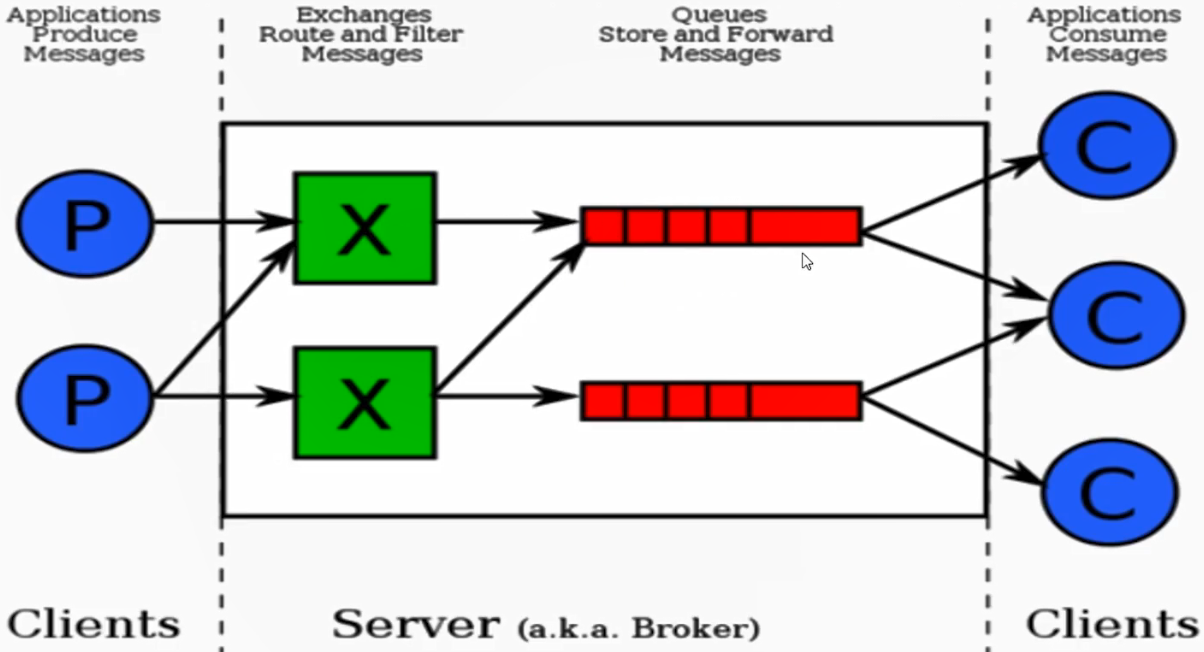 Applications
Produce
Messages
Exchanges
Route and Filter
Messages
Queues
Store and Forward
Messages
Applications
Consume
Messages
P
X
C
C
P
X
C
Clients
Server (a.k.a. Broker)
Clients